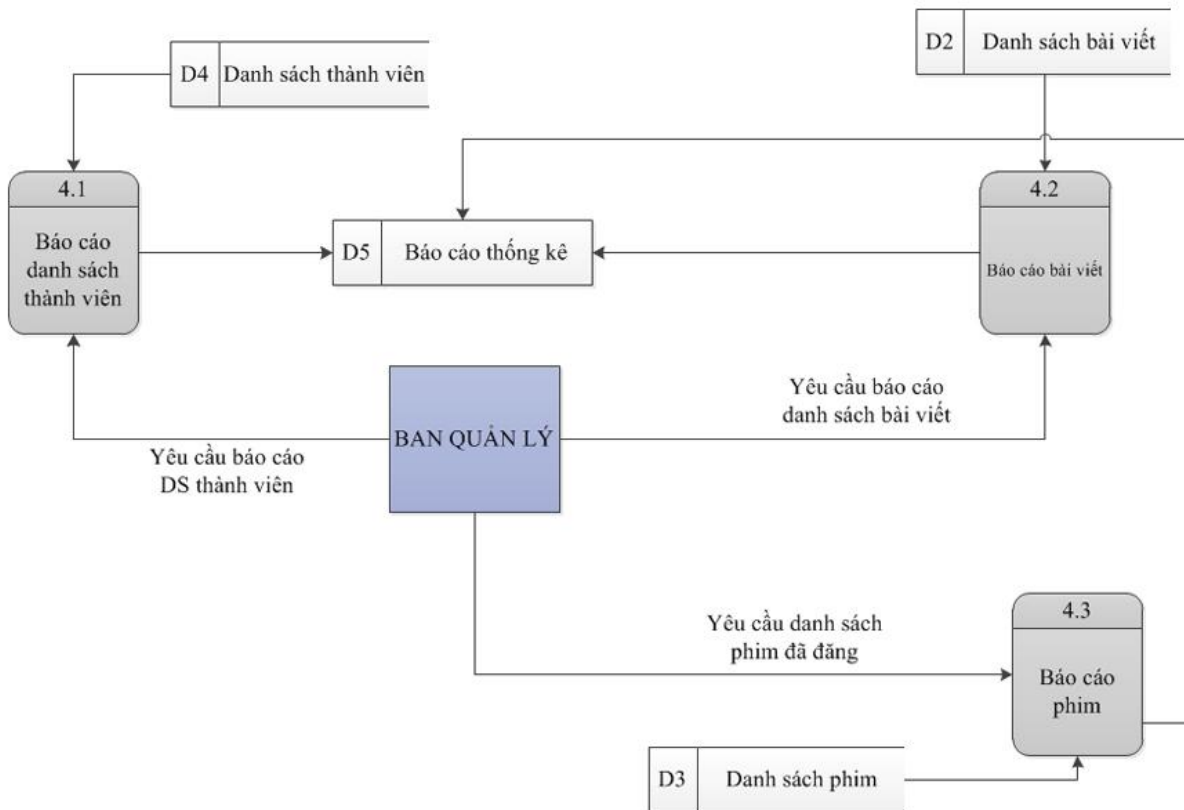 D4
Danh sách thành viên
D2
Danh sách bài viết
4.1
Báo cáo
danh sách
thành viên
D5
Báo cáo thống kê
4.2
Báo cáo bài viết
BAN QUẢN LÝ
Yêu cầu báo cáo
danh sách bài viết
Yêu cầu báo cáo
DS thành viên
Yêu cầu danh sách
phim đã đăng
4.3
Báo cáo
phim
D3
Danh sách phim